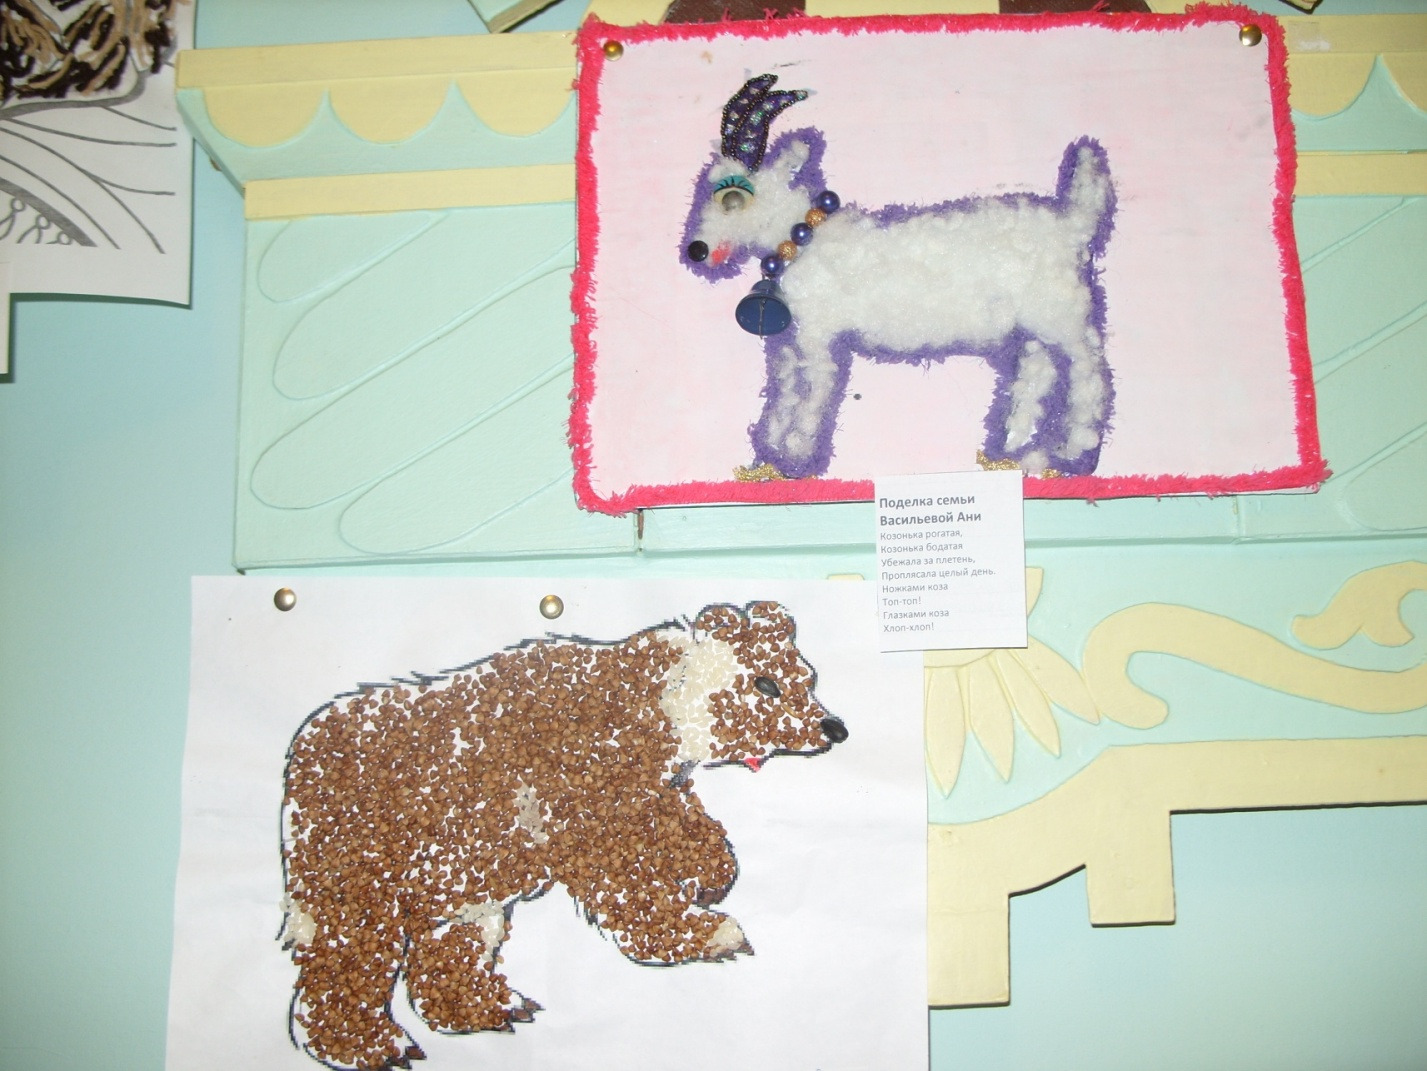 Поделка семьи
Васильевой Ани
Козонька рогатая,
Козонька бодатая
Убежала за плетень,
Проплясала целый день.
Ножками коза
Топ-топ!
Глазками коза
Хлоп-хлоп!